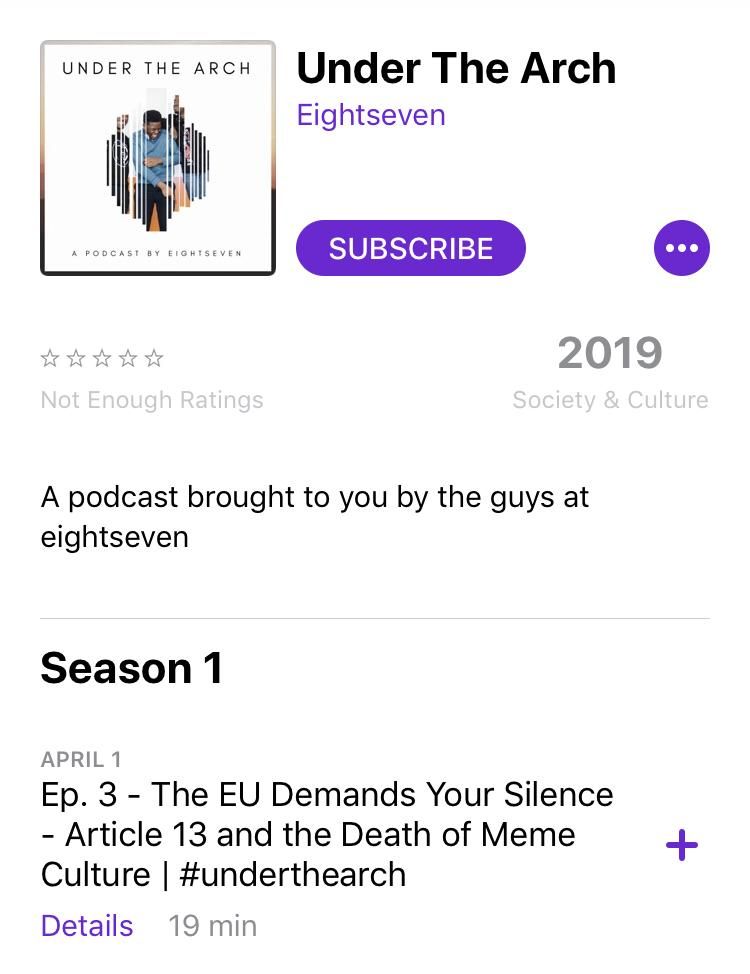 UNDER THE ARCH
A PODCAST BY EIGHTSEVEN
Under The Arch
Eightseven
SUBSCRIBE
Not Enough Ratings
2019
Society & Culture
A podcast brought to you by the guys at
eightseven
Season 1
APRIL 1
Ep. 3 - The EU Demands Your Silence
- Article 13 and the Death of Meme
Culture | #underthearch
Details 19 min